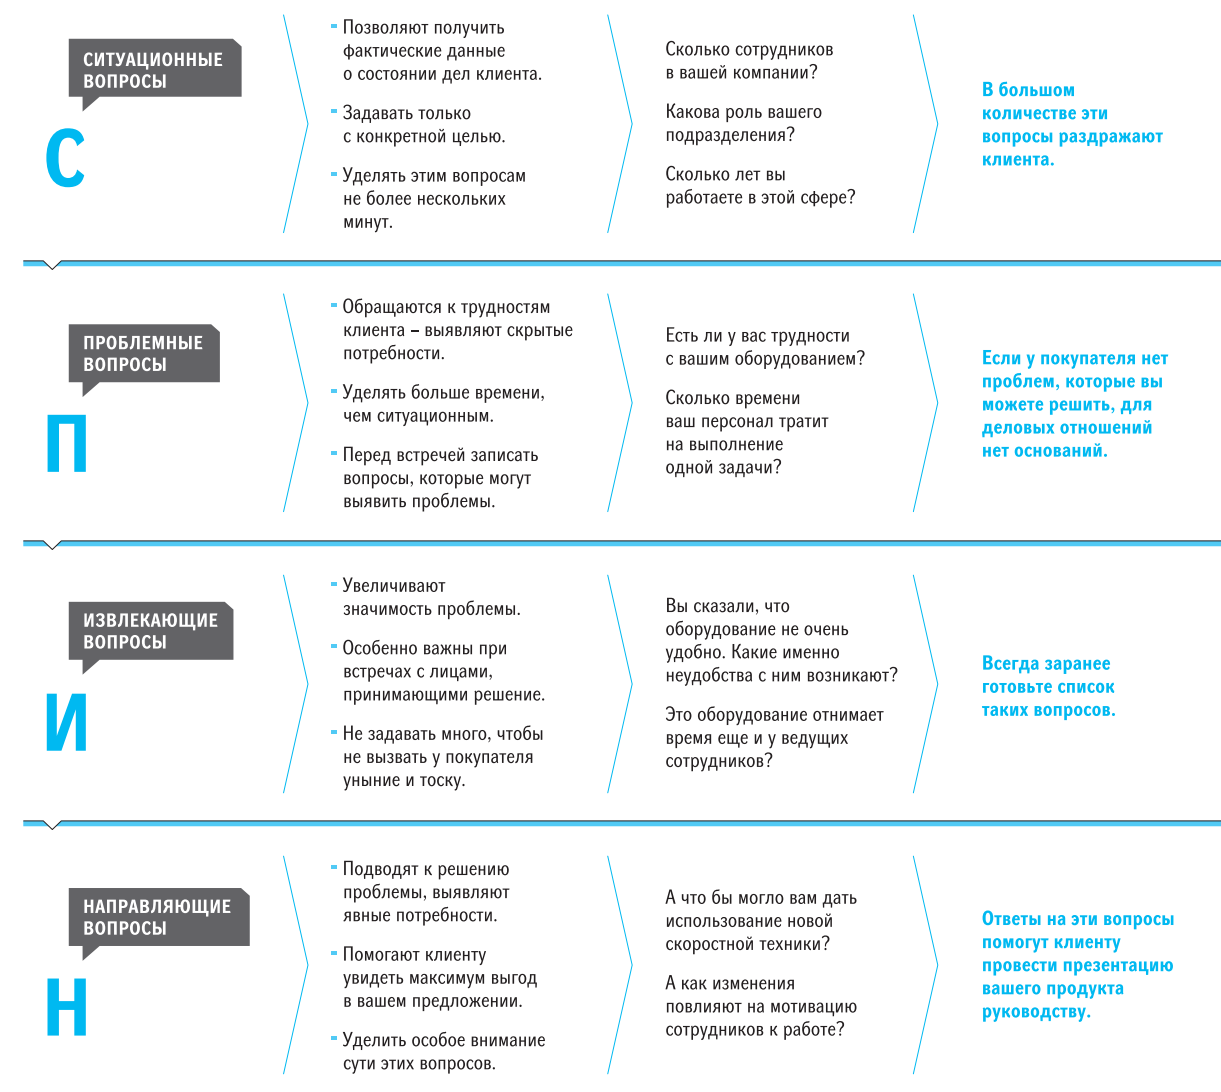 СИТУАЦИОННЫЕ
ВОПРОСЫ
С
- Позволяют получить
фактические данные
о состоянии дел клиента.
- Задавать только
с конкретной целью.
- Уделять этим вопросам
не более нескольких
минут.
Сколько сотрудников
в вашей компании?
Какова роль вашего
подразделения?
Сколько лет вы
работаете в этой сфере?
В большом
количестве эти
вопросы раздражают
клиента.
ПРОБЛЕМНЫЕ
ВОПРОСЫ
П
- Обращаются к трудностям
клиента – выявляют скрытые
потребности.
- Уделять больше времени,
чем ситуационным.
- Перед встречей записать
вопросы, которые могут
выявить проблемы.
Есть ли у вас трудности
с вашим оборудованием?
Сколько времени
ваш персонал тратит
на выполнение
одной задачи?
Если у покупателя нет
проблем, которые вы
можете решить, для
деловых отношений
нет оснований.
ИЗВЛЕКАЮЩИЕ
ВОПРОСЫ
И
- Увеличивают
значимость проблемы.
- Особенно важны при
встречах с лицами,
принимающими решение.
- Не задавать много, чтобы
не вызвать у покупателя
уныние и тоску.
Вы сказали, что
оборудование не очень
удобно. Какие именно
неудобства с ним возникают?
Это оборудование отнимает
время еще и у ведущих
сотрудников?
Всегда заранее
готовьте список
таких вопросов.
НАПРАВЛЯЮЩИЕ
ВОПРОСЫ
Н
- Подводят к решению
проблемы, выявляют
явные потребности.
- Помогают клиенту
увидеть максимум выгод
в вашем предложении.
- Уделить особое внимание
сути этих вопросов.
А что бы могло вам дать
использование новой
скоростной техники?
А как изменения
повлияют на мотивацию
сотрудников к работе?
Ответы на эти вопросы
помогут клиенту
провести презентацию
вашего продукта
руководству.